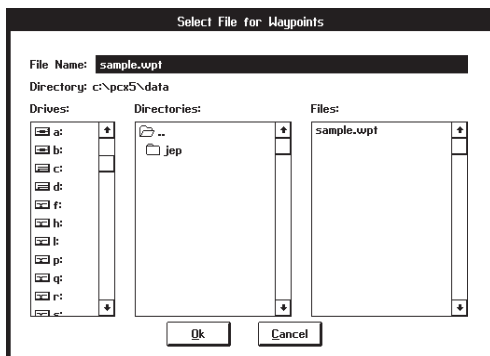 Select File for Waypoints
File Name: sample.wpt
Directory: c:\pcx5\data
Drives: Directories: Files:
a: .. sample.wpt
b: jep
c:
d:
f:
h:
l:
p:
q:
r:
s:
Ok Cancel